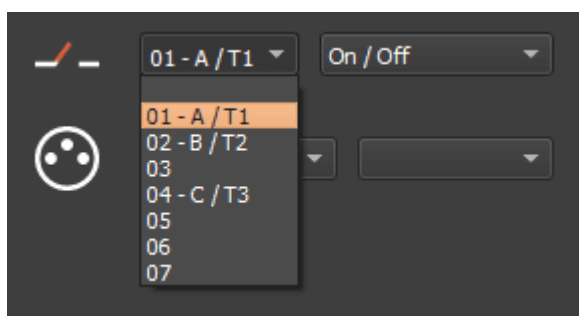 01 - A / T1 On / Off
01 - A / T1
02 - B / T2
03
04 - C / T3
05
06
07